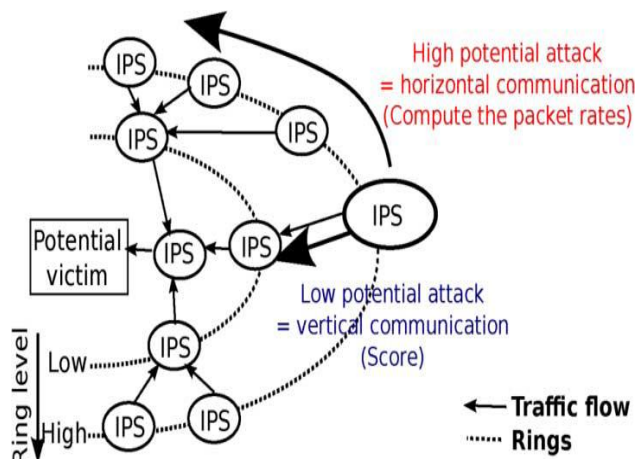 IPS
IPS
IPS
IPS
High potential attack
= horizontal communication
(Compute the packet rates)
IPS
Potential
victim
IPS
IPS
Low potential attack
= vertical communication
(Score)
Ring level
Low
IPS
High
IPS
IPS
Traffic flow
Rings